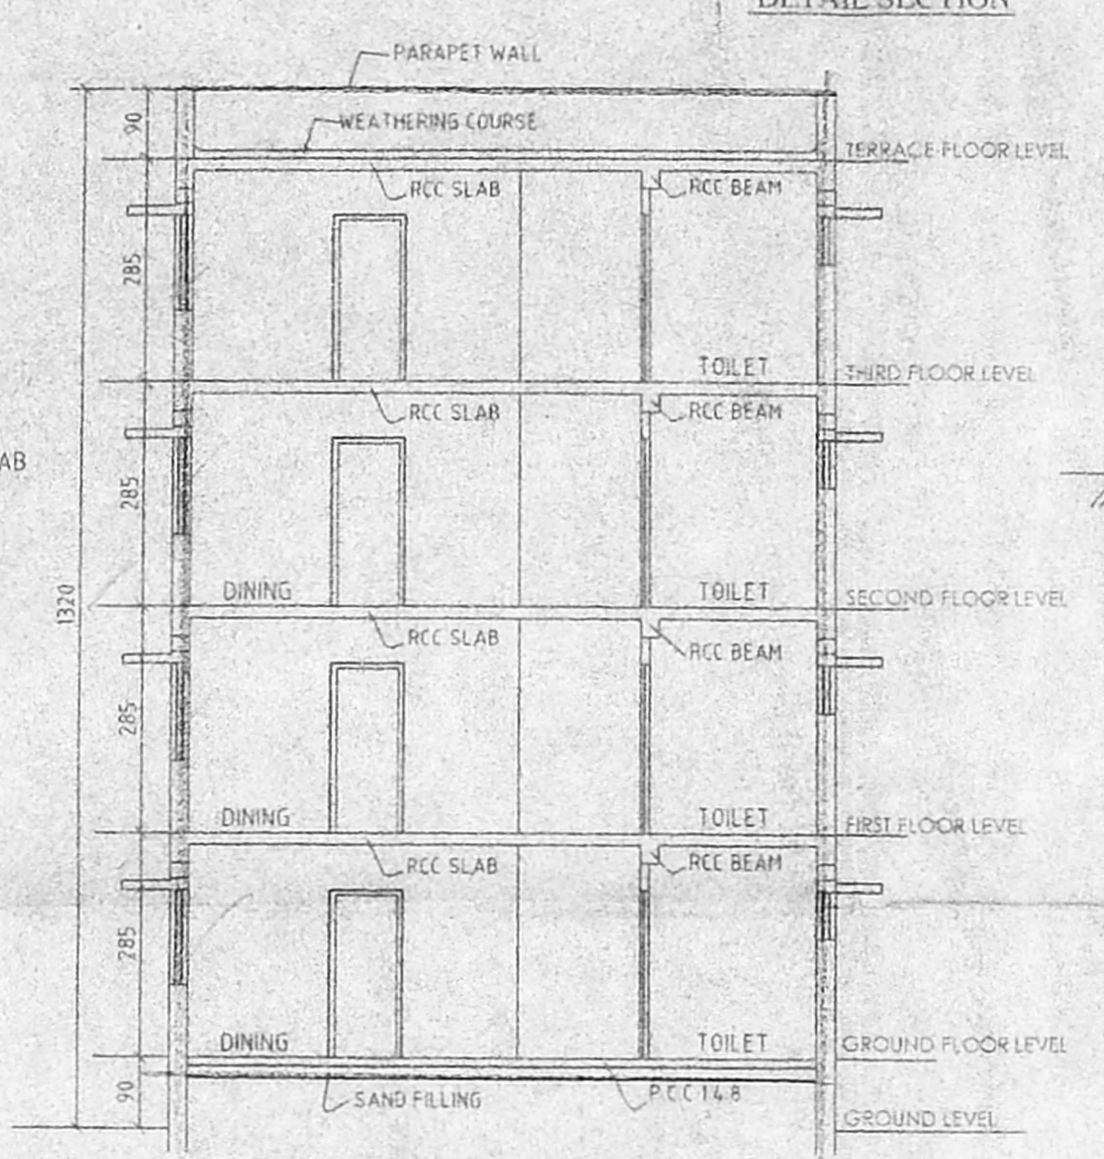 DETAIL SECTION
PARAPET WALL
90
WEATHERING COURSE
TERRACE FLOOR LEVEL
RCC SLAB
RCC BEAM
285
TOILET
THIRD FLOOR LEVEL
RCC SLAB
RCC BEAM
AB
285
1320
DINING
TOILET
SECOND FLOOR LEVEL
RCC SLAB
RCC BEAM
285
DINING
TOILET
FIRST FLOOR LEVEL
RCC SLAB
RCC BEAM
285
DINING
TOILET
GROUND FLOOR LEVEL
90
SAND FILLING
P.C.C 1:4:8
GROUND LEVEL